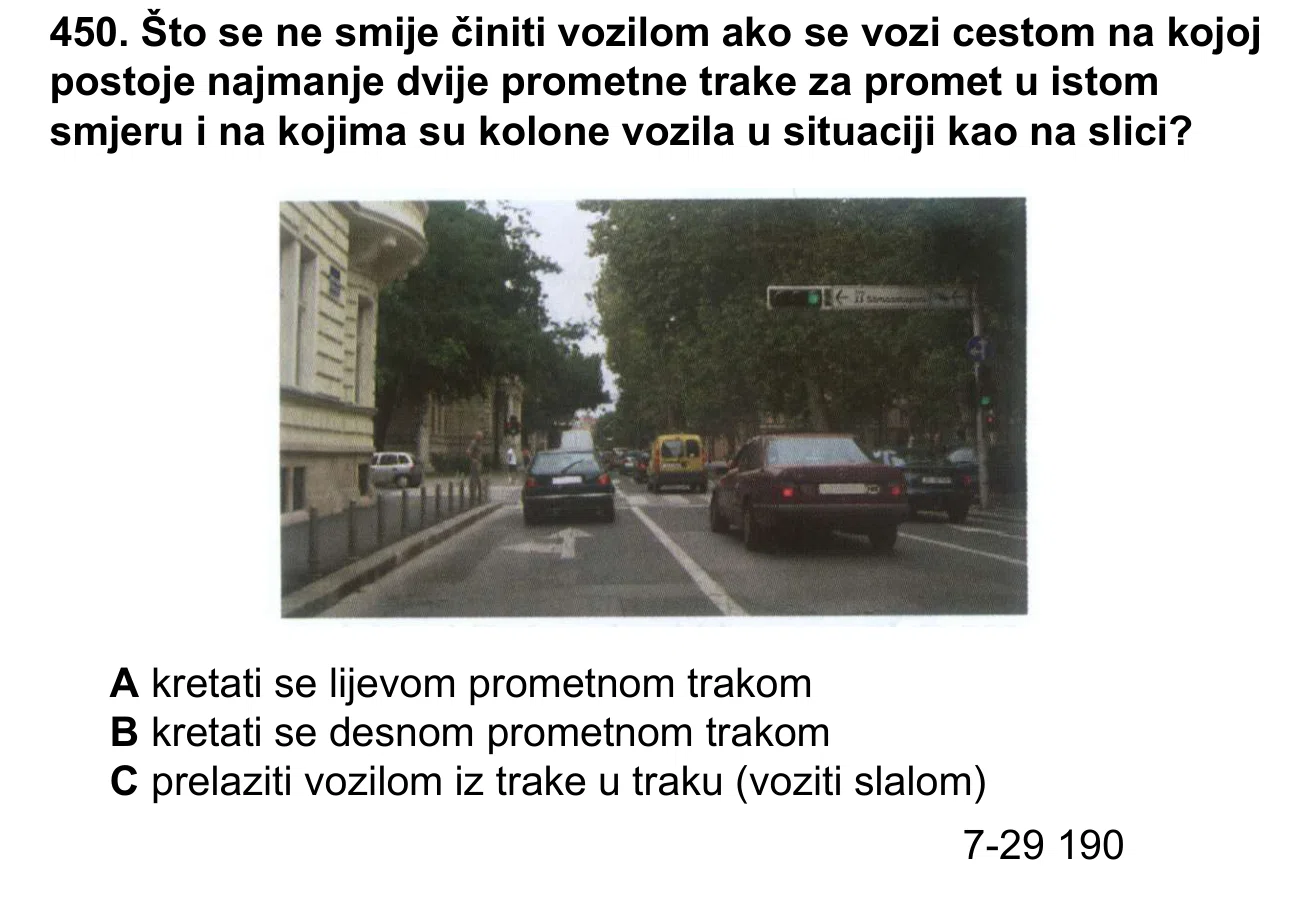 450. Što se ne smije činiti vozilom ako se vozi cestom na kojoj
postoje najmanje dvije prometne trake za promet u istom
smjeru i na kojima su kolone vozila u situaciji kao na slici?
A kretati se lijevom prometnom trakom
B kretati se desnom prometnom trakom
C prelaziti vozilom iz trake u traku (voziti slalom)
7-29 190